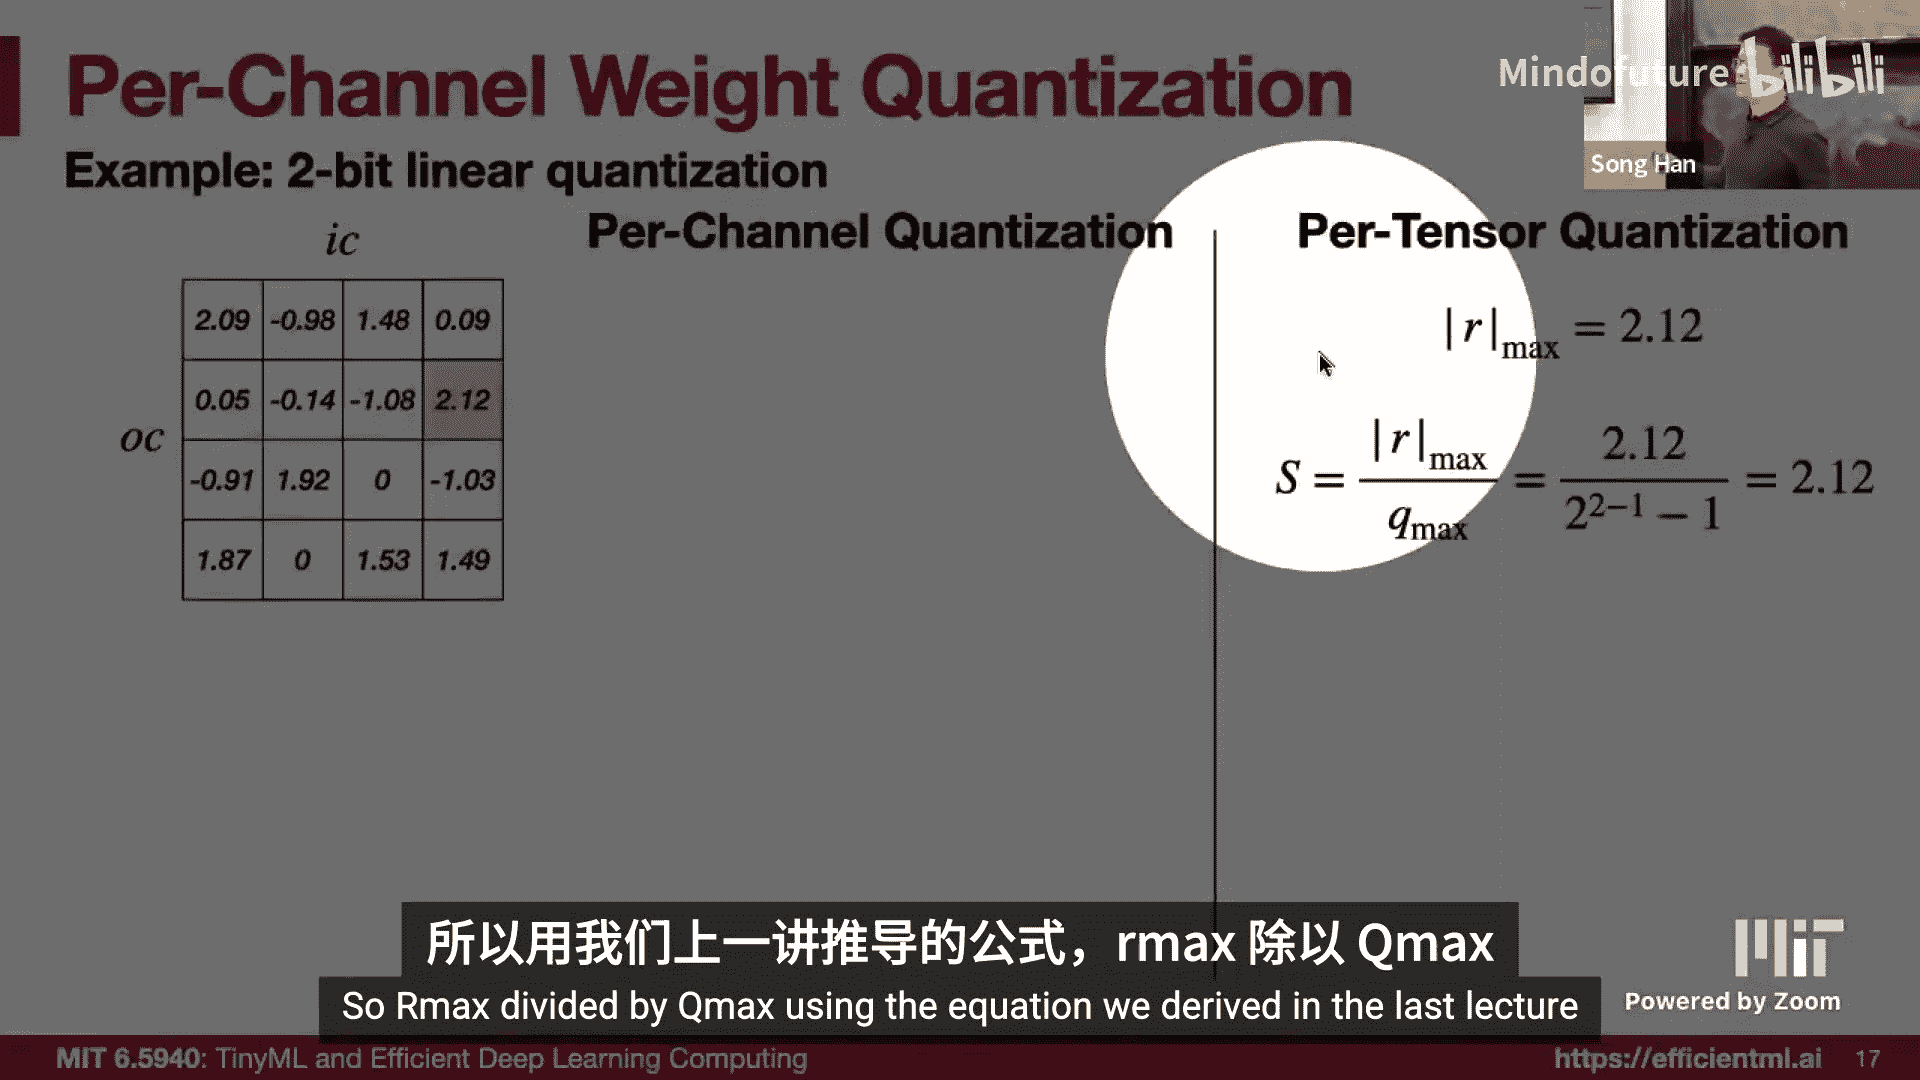 Per-Channel Weight Quantization
Mindofuture
bilibili
Song Han
Example: 2-bit linear quantization
ic
Per-Channel Quantization
Per-Tensor Quantization
2.09 -0.98 1.48 0.09
0.05 -0.14 -1.08 2.12
oc
-0.91 1.92 0 -1.03
1.87 0 1.53 1.49
|r|max = 2.12
S = |r|max / qmax = 2.12 / 2^{2−1} − 1 = 2.12
所以用我们上一讲推导的公式，rmax 除以 Qmax
So Rmax divided by Qmax using the equation we derived in the last lecture
MIT
Powered by Zoom
MIT 6.5940: TinyML and Efficient Deep Learning Computing
https://efficientml.ai
17